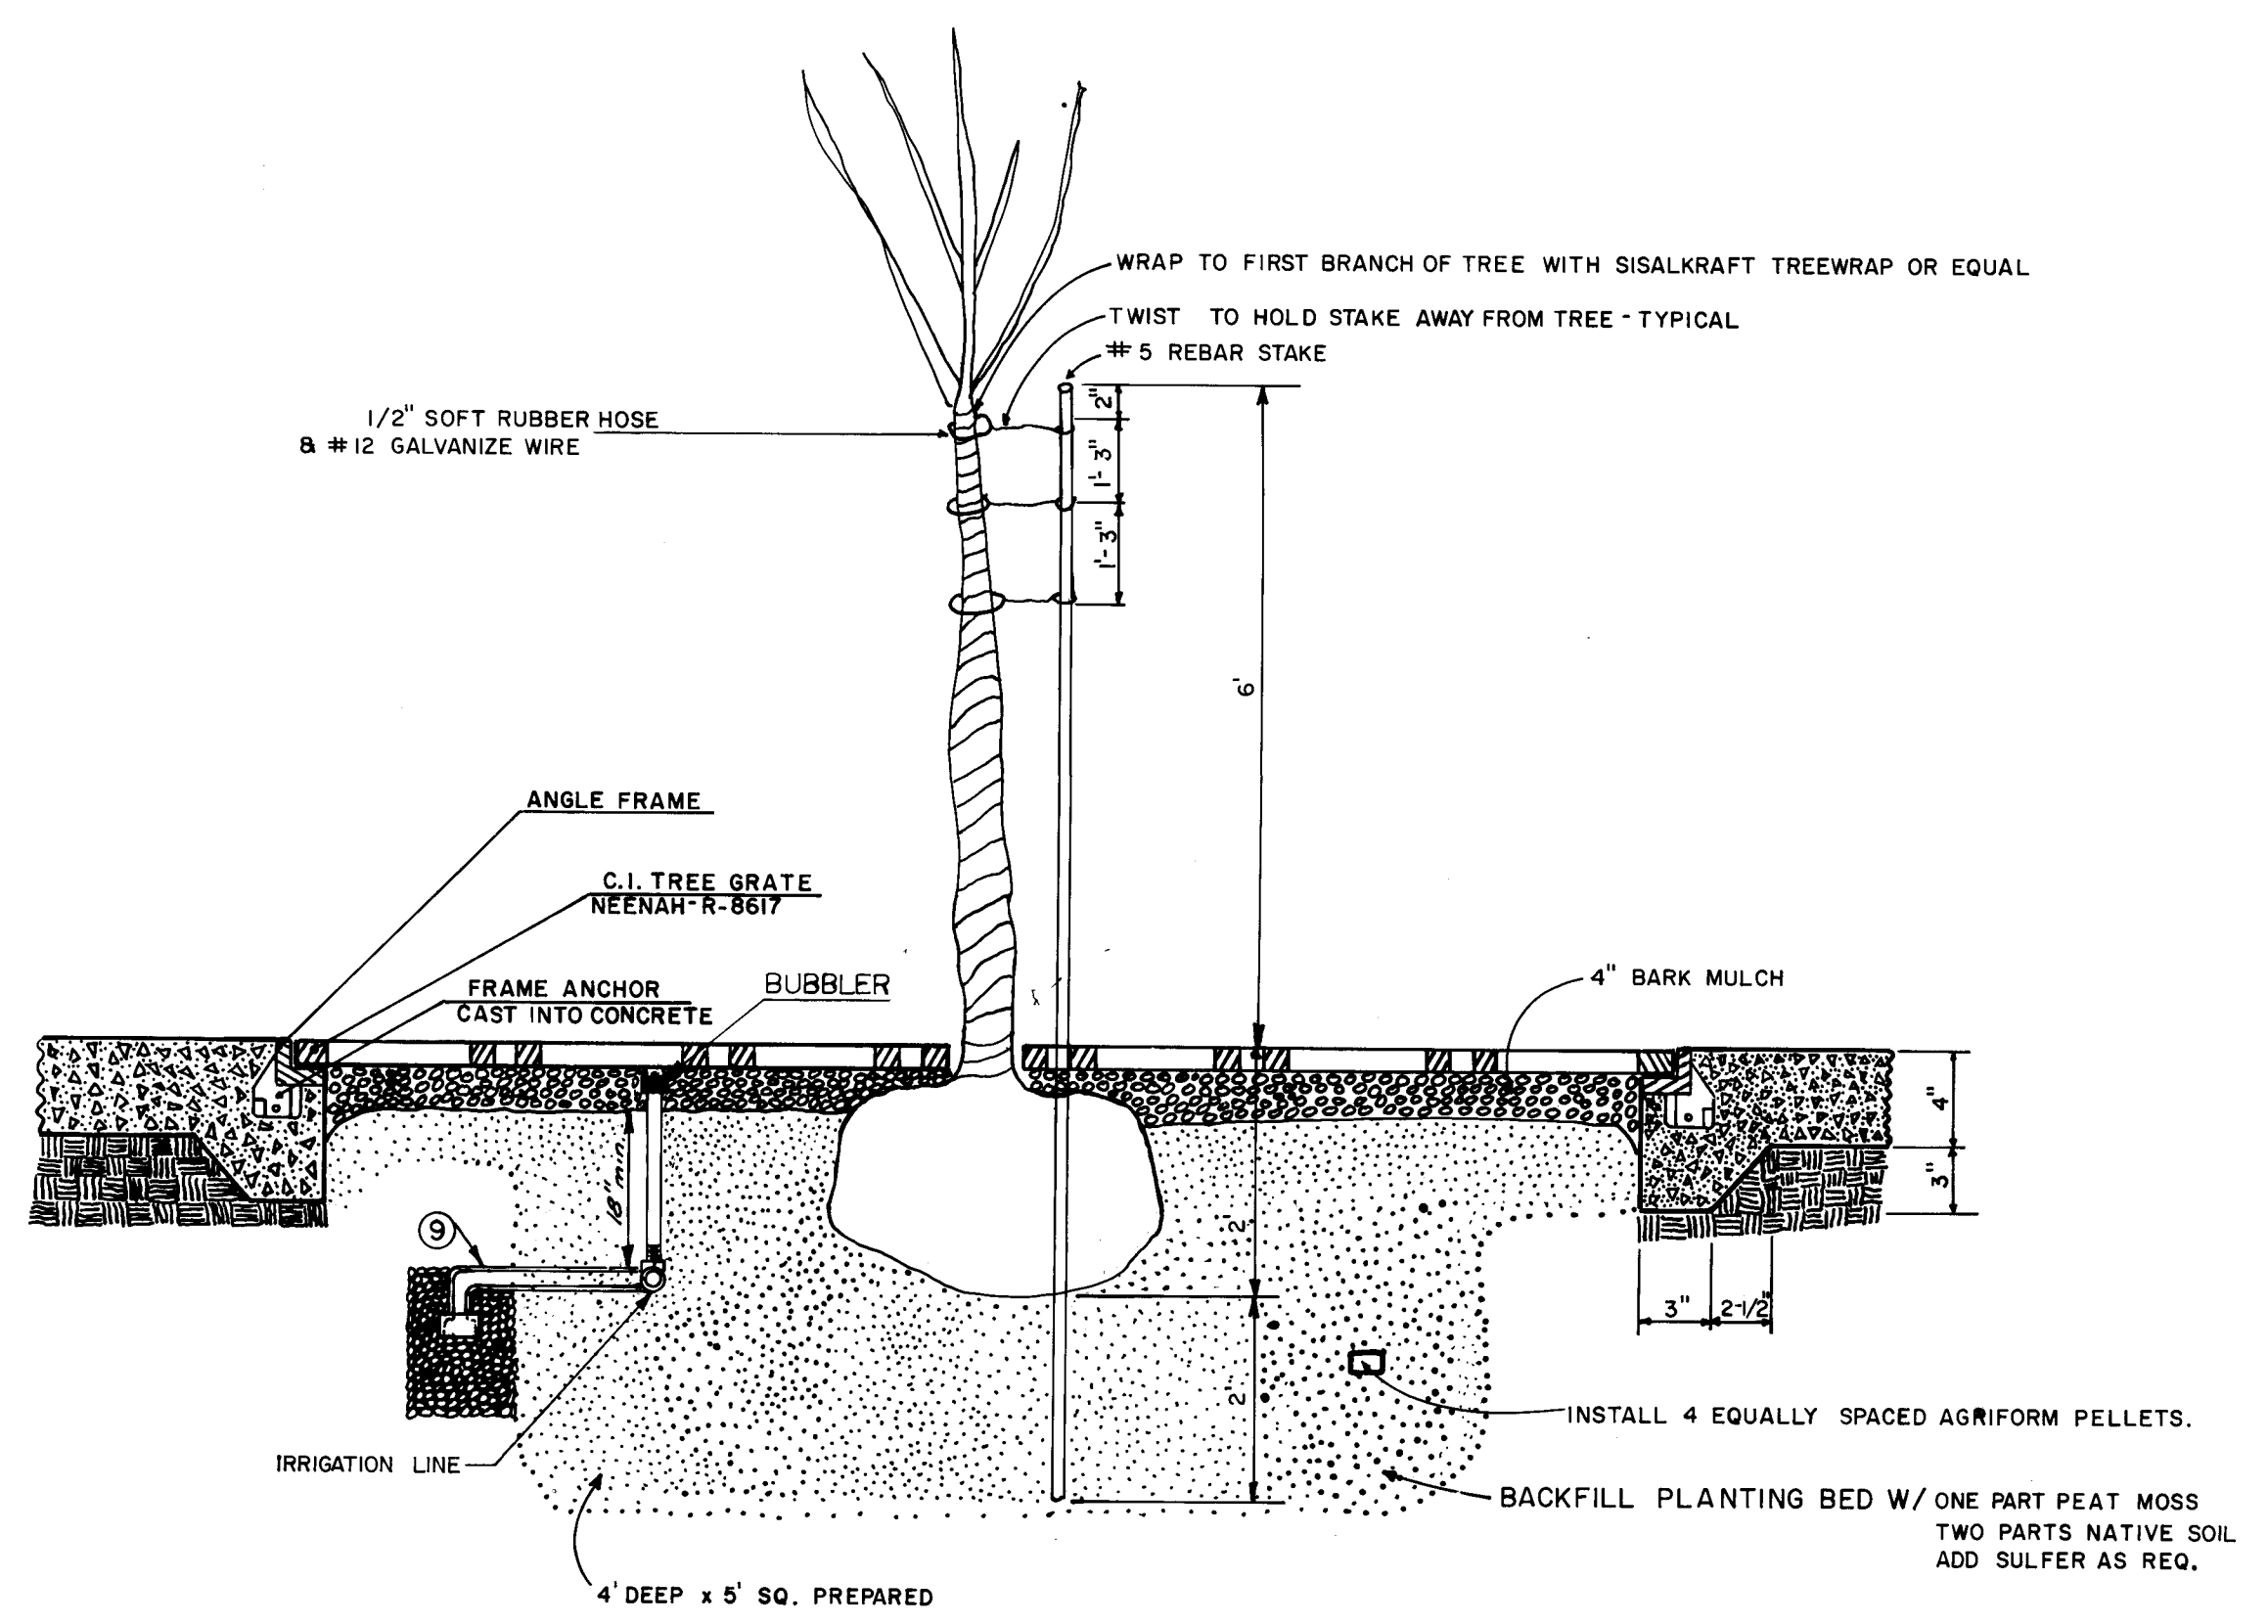 WRAP TO FIRST BRANCH OF TREE WITH SISALKRAFT TREEWRAP OR EQUAL
TWIST TO HOLD STAKE AWAY FROM TREE - TYPICAL
#5 REBAR STAKE
1/2" SOFT RUBBER HOSE
& #12 GALVANIZE WIRE
2"
1'-3"
1'-3"
6'
ANGLE FRAME
C.I. TREE GRATE
NEENAH-R-8617
FRAME ANCHOR
CAST INTO CONCRETE
BUBBLER
4" BARK MULCH
4"
3"
18" min.
9
2'
3"
2-1/2"
2'
INSTALL 4 EQUALLY SPACED AGRIFORM PELLETS.
IRRIGATION LINE
BACKFILL PLANTING BED W/ ONE PART PEAT MOSS
TWO PARTS NATIVE SOIL
ADD SULFER AS REQ.
4' DEEP x 5' SQ. PREPARED